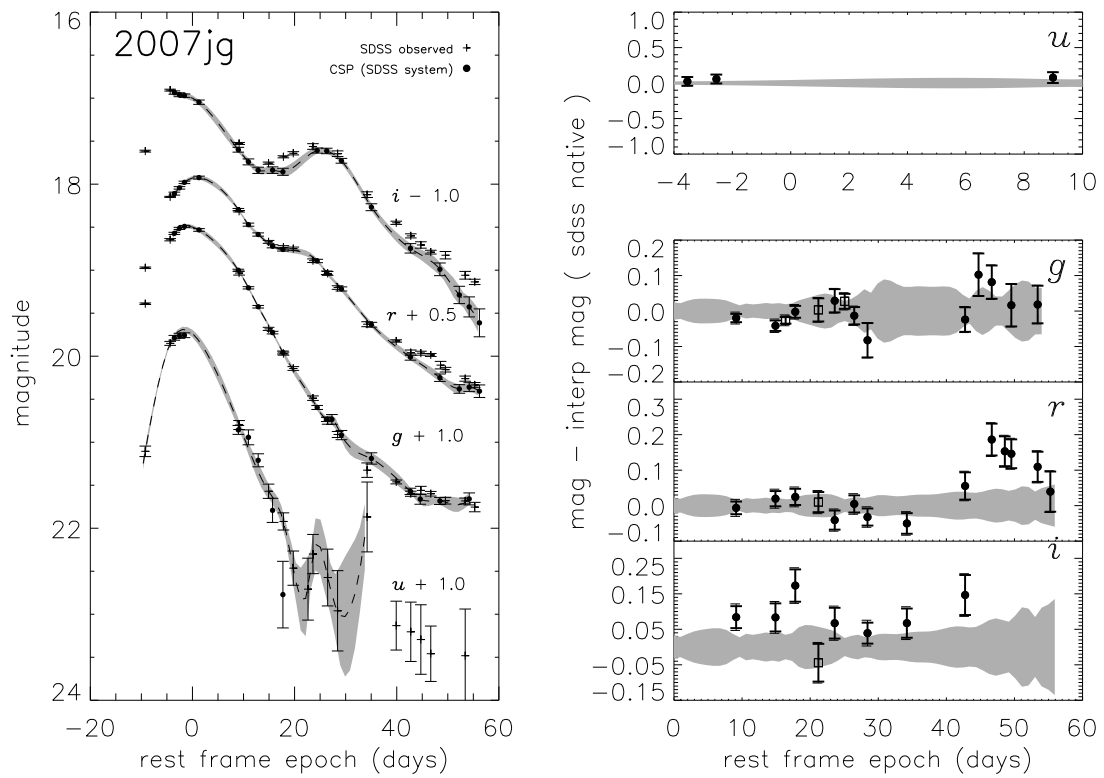 2007jg
SDSS observed +
CSP (SDSS system) ●
16
18
20
22
24
magnitude
i − 1.0
r + 0.5
g + 1.0
u + 1.0
−20 0 20 40 60
rest frame epoch (days)
mag − interp mag ( sdss native )
u
1.0
0.5
0.0
−0.5
−1.0
−4 −2 0 2 4 6 8 10
g
0.2
0.1
0.0
−0.1
−0.2
r
0.3
0.2
0.1
0.0
−0.1
i
0.25
0.15
0.05
−0.05
−0.15
0 10 20 30 40 50 60
rest frame epoch (days)